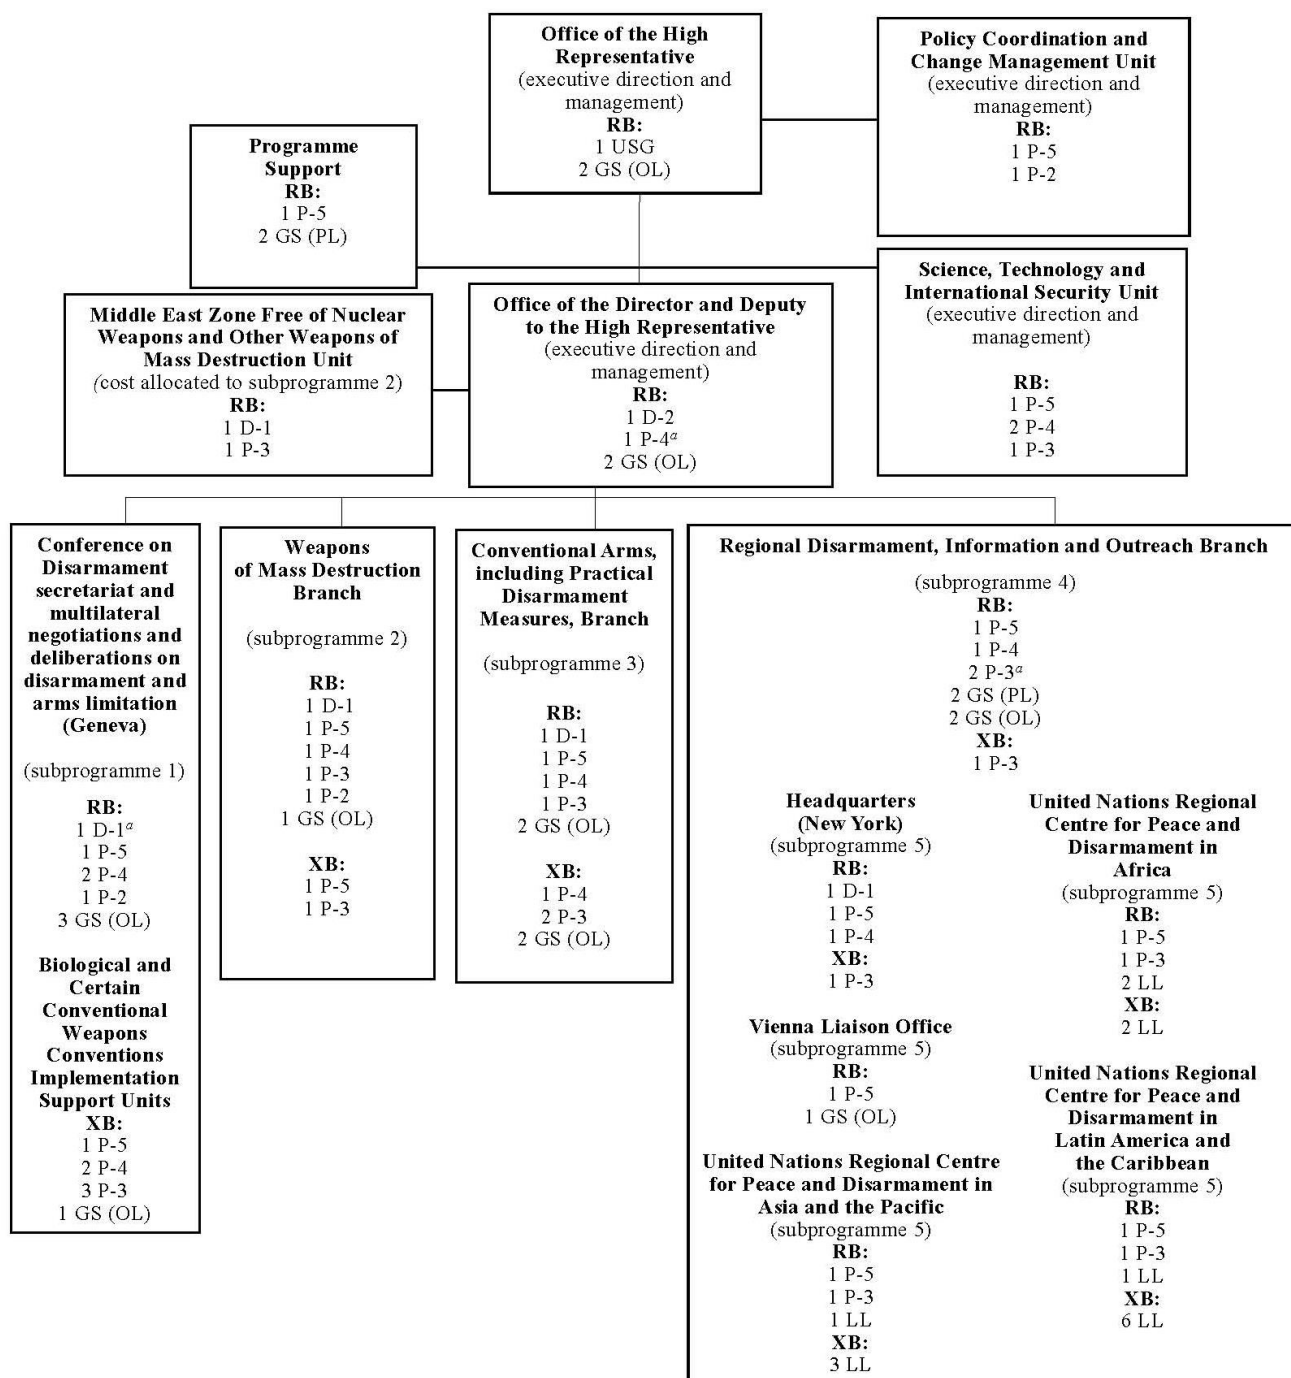 Office of the High
Representative
(executive direction and
management)
RB:
1 USG
2 GS (OL)
Policy Coordination and
Change Management Unit
(executive direction and
management)
RB:
1 P-5
1 P-2
Programme
Support
RB:
1 P-5
2 GS (PL)
Science, Technology and
International Security Unit
(executive direction and
management)
RB:
1 P-5
2 P-4
1 P-3
Middle East Zone Free of Nuclear
Weapons and Other Weapons of
Mass Destruction Unit
(cost allocated to subprogramme 2)
RB:
1 D-1
1 P-3
Office of the Director and Deputy
to the High Representative
(executive direction and
management)
RB:
1 D-2
1 P-4ᵃ
2 GS (OL)
Conference on
Disarmament
secretariat and
multilateral
negotiations and
deliberations on
disarmament and
arms limitation
(Geneva)
(subprogramme 1)
RB:
1 D-1ᵃ
1 P-5
2 P-4
1 P-2
3 GS (OL)
Biological and
Certain
Conventional
Weapons
Conventions
Implementation
Support Units
XB:
1 P-5
2 P-4
3 P-3
1 GS (OL)
Weapons
of Mass Destruction
Branch
(subprogramme 2)
RB:
1 D-1
1 P-5
1 P-4
1 P-3
1 P-2
1 GS (OL)
XB:
1 P-5
1 P-3
Conventional Arms,
including Practical
Disarmament
Measures, Branch
(subprogramme 3)
RB:
1 D-1
1 P-5
1 P-4
1 P-3
2 GS (OL)
XB:
1 P-4
2 P-3
2 GS (OL)
Regional Disarmament, Information and Outreach Branch
(subprogramme 4)
RB:
1 P-5
1 P-4
2 P-3ᵃ
2 GS (PL)
2 GS (OL)
XB:
1 P-3
Headquarters
(New York)
(subprogramme 5)
RB:
1 D-1
1 P-5
1 P-4
XB:
1 P-3
Vienna Liaison Office
(subprogramme 5)
RB:
1 P-5
1 GS (OL)
United Nations Regional Centre
for Peace and Disarmament in
Asia and the Pacific
(subprogramme 5)
RB:
1 P-5
1 P-3
1 LL
XB:
3 LL
United Nations Regional
Centre for Peace and
Disarmament in
Africa
(subprogramme 5)
RB:
1 P-5
1 P-3
2 LL
XB:
2 LL
United Nations Regional
Centre for Peace and
Disarmament in
Latin America and
the Caribbean
(subprogramme 5)
RB:
1 P-5
1 P-3
1 LL
XB:
6 LL